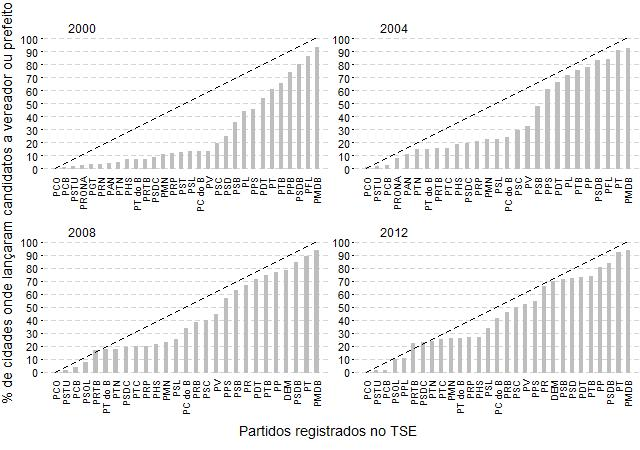 % de cidades onde lançaram candidatos a vereador ou prefeito
2000
100
90
80
70
60
50
40
30
20
10
0
PCO
PCB
PSTU
PRONA
PGT
PRN
PAN
PTN
PHS
PT do B
PRTB
PSDC
PMN
PRP
PST
PSL
PC do B
PV
PSC
PSD
PSB
PL
PPS
PDT
PT
PTB
PPB
PSDB
PFL
PMDB
2004
100
90
80
70
60
50
40
30
20
10
0
PCO
PSTU
PCB
PRONA
PAN
PTN
PT do B
PRTB
PTC
PHS
PSDC
PRP
PMN
PSL
PC do B
PSC
PV
PSB
PPS
PDT
PL
PTB
PP
PSDB
PFL
PT
PMDB
2008
100
90
80
70
60
50
40
30
20
10
0
PCO
PSTU
PCB
PSOL
PRTB
PT do B
PTN
PSDC
PTC
PRP
PHS
PMN
PSL
PC do B
PRB
PSC
PV
PPS
PSB
PR
PDT
PTB
PP
DEM
PSDB
PT
PMDB
2012
100
90
80
70
60
50
40
30
20
10
0
PCO
PSTU
PCB
PSOL
PPL
PRTB
PSDC
PTN
PTC
PMN
PT do B
PRP
PHS
PSL
PC do B
PRB
PSC
PV
PPS
PR
DEM
PSB
PSD
PDT
PTB
PP
PSDB
PT
PMDB
Partidos registrados no TSE